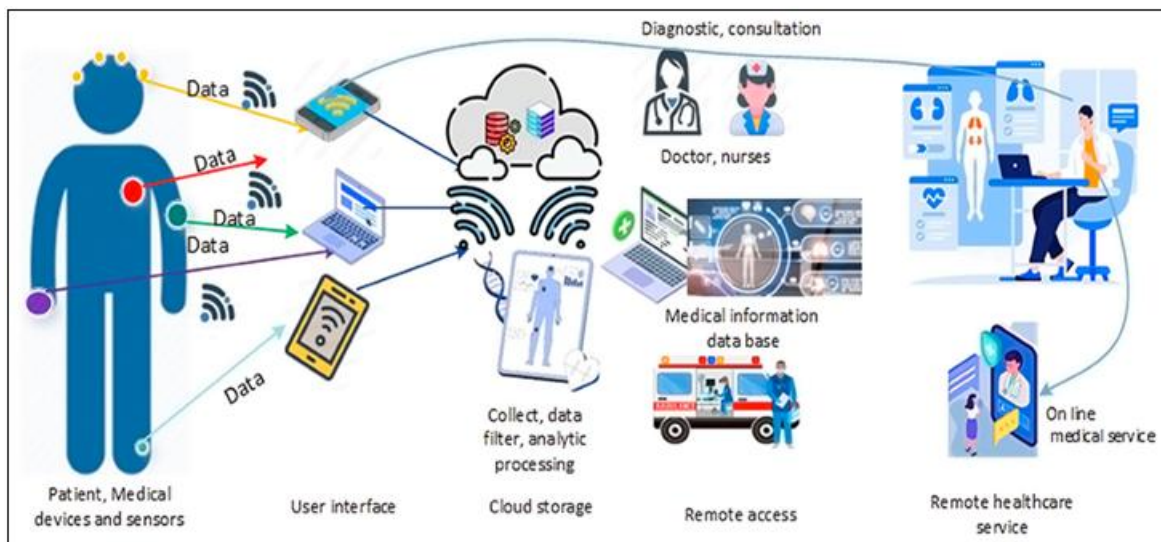 Diagnostic, consultation
Data
Data
Data
Data
Data
Doctor, nurses
Medical information
data base
AMBULANCE
Collect, data
filter, analytic
processing
On line
medical service
Patient, Medical
devices and sensors
User interface
Cloud storage
Remote access
Remote healthcare
service